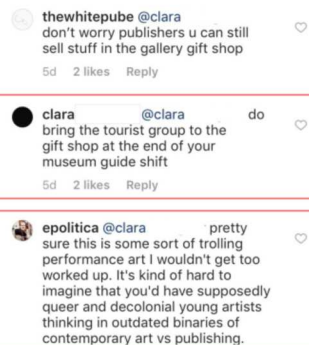 thewhitepube @clara
don't worry publishers u can still
sell stuff in the gallery gift shop
5d 2 likes Reply
clara @clara do
bring the tourist group to the
gift shop at the end of your
museum guide shift
5d 2 likes Reply
epolitica @clara pretty
sure this is some sort of trolling
performance art I wouldn't get too
worked up. It's kind of hard to
imagine that you'd have supposedly
queer and decolonial young artists
thinking in outdated binaries of
contemporary art vs publishing.